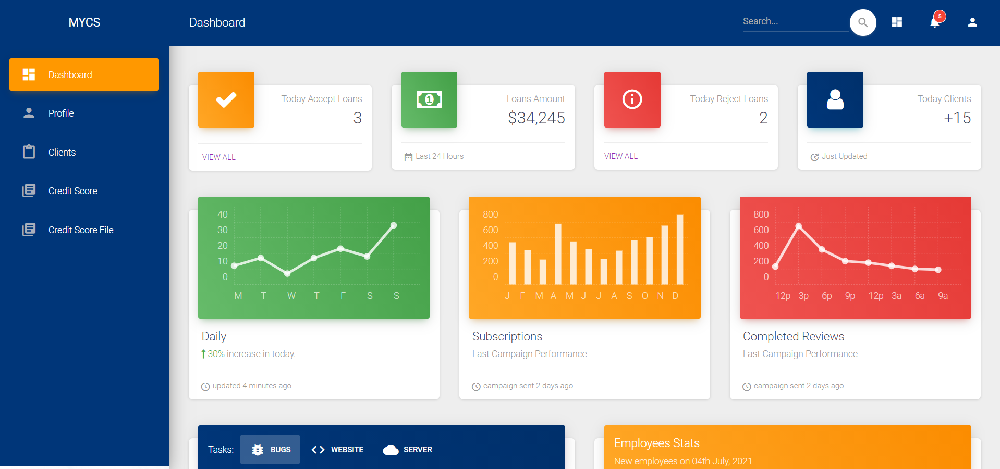 MYCS
Dashboard
Search...
5
Dashboard
Profile
Clients
Credit Score
Credit Score File
Today Accept Loans
3
VIEW ALL
Loans Amount
$34,245
Last 24 Hours
Today Reject Loans
2
VIEW ALL
Today Clients
+15
Just Updated
40
30
20
10
0
M T W T F S S
Daily
30% increase in today.
updated 4 minutes ago
800
600
400
200
0
J F M A M J J A S O N D
Subscriptions
Last Campaign Performance
campaign sent 2 days ago
800
600
400
200
0
12p 3p 6p 9p 12p 3a 6a 9a
Completed Reviews
Last Campaign Performance
campaign sent 2 days ago
Tasks: BUGS WEBSITE SERVER
Employees Stats
New employees on 04th July, 2021